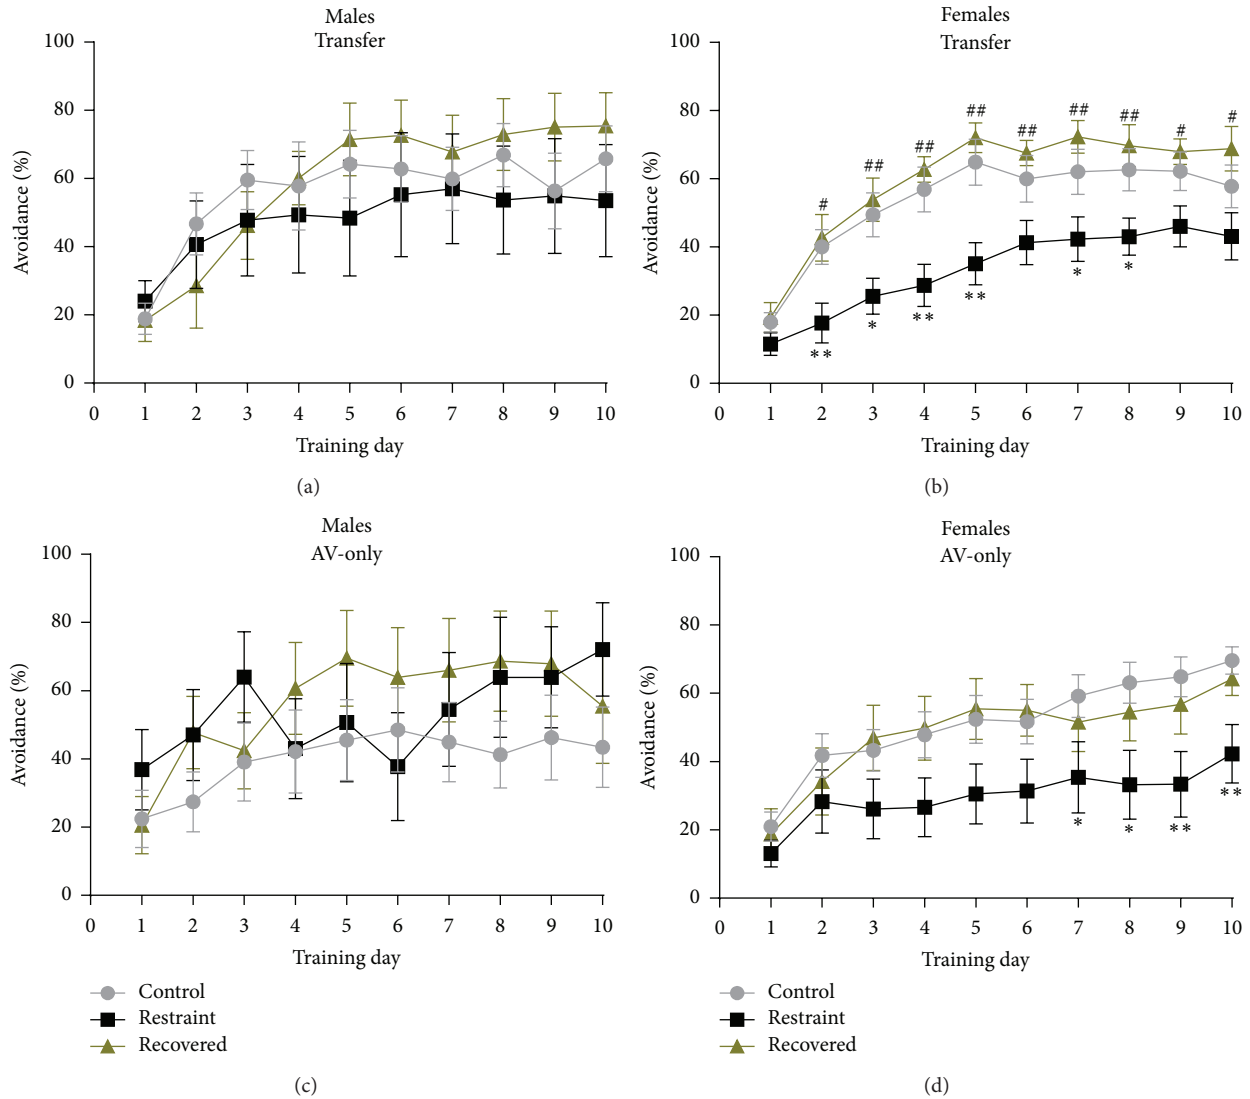 Males
Transfer
100
80
60
40
20
0
Avoidance (%)
0 1 2 3 4 5 6 7 8 9 10
Training day
(a)
Females
Transfer
100
80
60
40
20
0
Avoidance (%)
# ## ## ## ## ## ## # #
** * ** ** * *
0 1 2 3 4 5 6 7 8 9 10
Training day
(b)
Males
AV-only
100
80
60
40
20
0
Avoidance (%)
0 1 2 3 4 5 6 7 8 9 10
Training day
Control
Restraint
Recovered
(c)
Females
AV-only
100
80
60
40
20
0
Avoidance (%)
* * ** **
0 1 2 3 4 5 6 7 8 9 10
Training day
Control
Restraint
Recovered
(d)